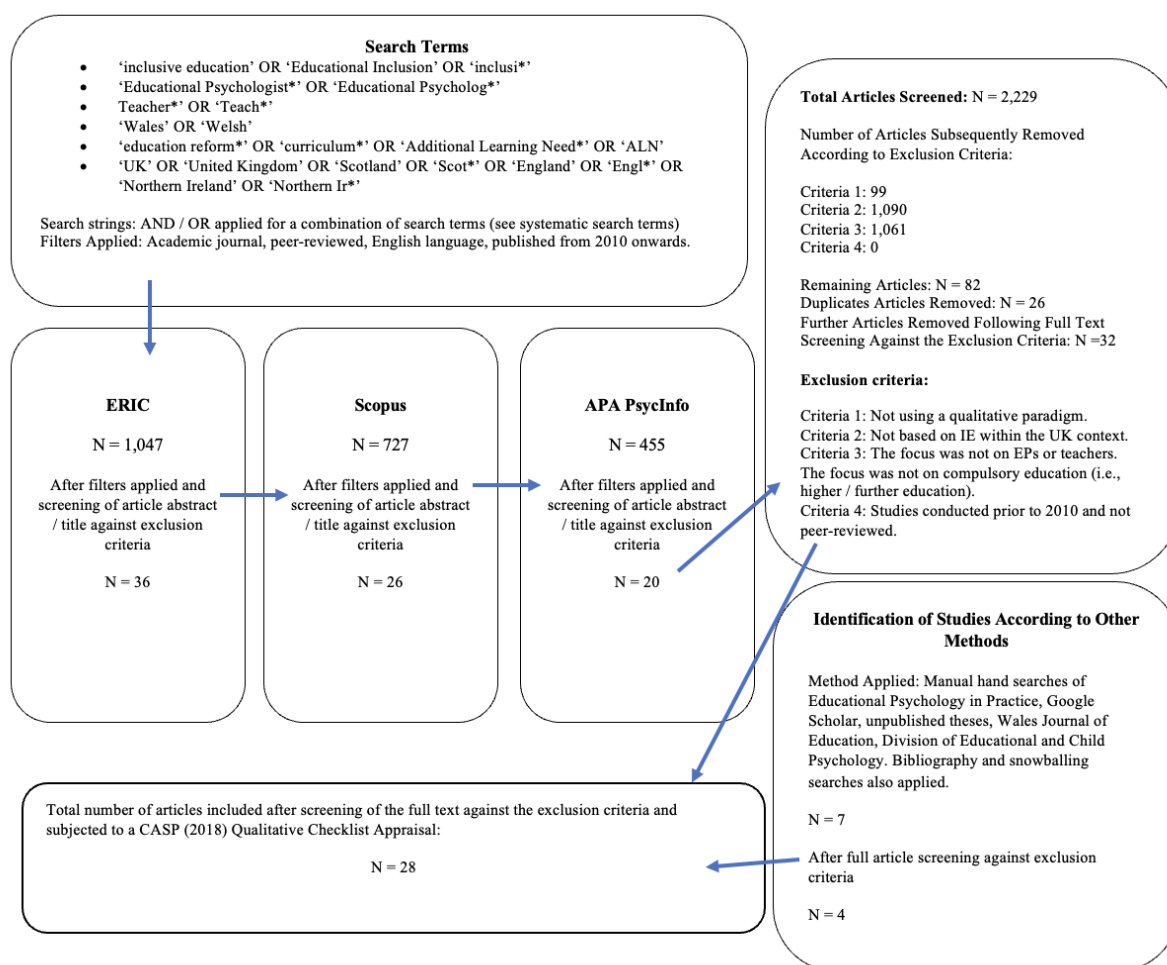 Search Terms
• ‘inclusive education’ OR ‘Educational Inclusion’ OR ‘inclusi*’
• ‘Educational Psychologist*’ OR ‘Educational Psycholog*’
• Teacher*’ OR ‘Teach*’
• ‘Wales’ OR ‘Welsh’
• ‘education reform*’ OR ‘curriculum*’ OR ‘Additional Learning Need*’ OR ‘ALN’
• ‘UK’ OR ‘United Kingdom’ OR ‘Scotland’ OR ‘Scot*’ OR ‘England’ OR ‘Engl*’ OR
‘Northern Ireland’ OR ‘Northern Ir*’
Search strings: AND / OR applied for a combination of search terms (see systematic search terms)
Filters Applied: Academic journal, peer-reviewed, English language, published from 2010 onwards.
ERIC
N = 1,047
After filters applied and
screening of article abstract
/ title against exclusion
criteria
N = 36
Scopus
N = 727
After filters applied and
screening of article abstract
/ title against exclusion
criteria
N = 26
APA PsycInfo
N = 455
After filters applied and
screening of article abstract
/ title against exclusion
criteria
N = 20
Total Articles Screened: N = 2,229
Number of Articles Subsequently Removed
According to Exclusion Criteria:
Criteria 1: 99
Criteria 2: 1,090
Criteria 3: 1,061
Criteria 4: 0
Remaining Articles: N = 82
Duplicates Articles Removed: N = 26
Further Articles Removed Following Full Text
Screening Against the Exclusion Criteria: N =32
Exclusion criteria:
Criteria 1: Not using a qualitative paradigm.
Criteria 2: Not based on IE within the UK context.
Criteria 3: The focus was not on EPs or teachers.
The focus was not on compulsory education (i.e.,
higher / further education).
Criteria 4: Studies conducted prior to 2010 and not
peer-reviewed.
Identification of Studies According to Other
Methods
Method Applied: Manual hand searches of
Educational Psychology in Practice, Google
Scholar, unpublished theses, Wales Journal of
Education, Division of Educational and Child
Psychology. Bibliography and snowballing
searches also applied.
N = 7
After full article screening against exclusion
criteria
N = 4
Total number of articles included after screening of the full text against the exclusion criteria and
subjected to a CASP (2018) Qualitative Checklist Appraisal:
N = 28